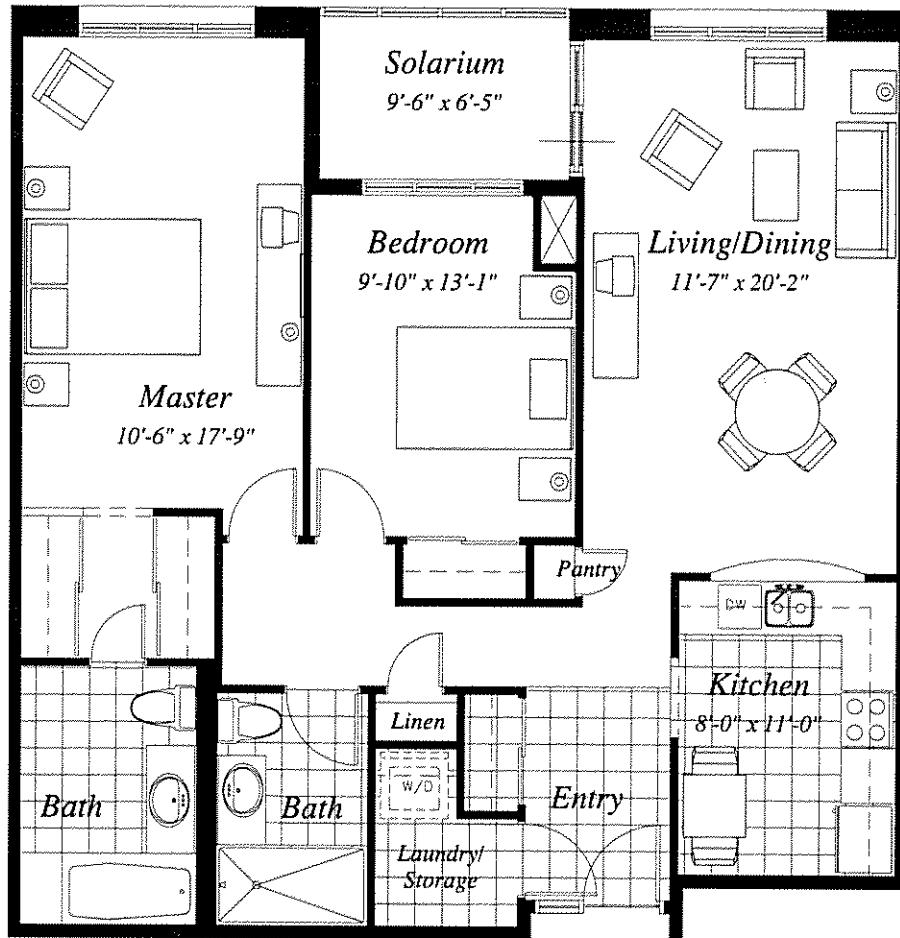 Solarium
9'-6" x 6'-5"
Bedroom
9'-10" x 13'-1"
Living/Dining
11'-7" x 20'-2"
Master
10'-6" x 17'-9"
Pantry
DW
Kitchen
8'-0" x 11'-0"
Linen
W/D
Bath
Bath
Entry
Laundry/
Storage